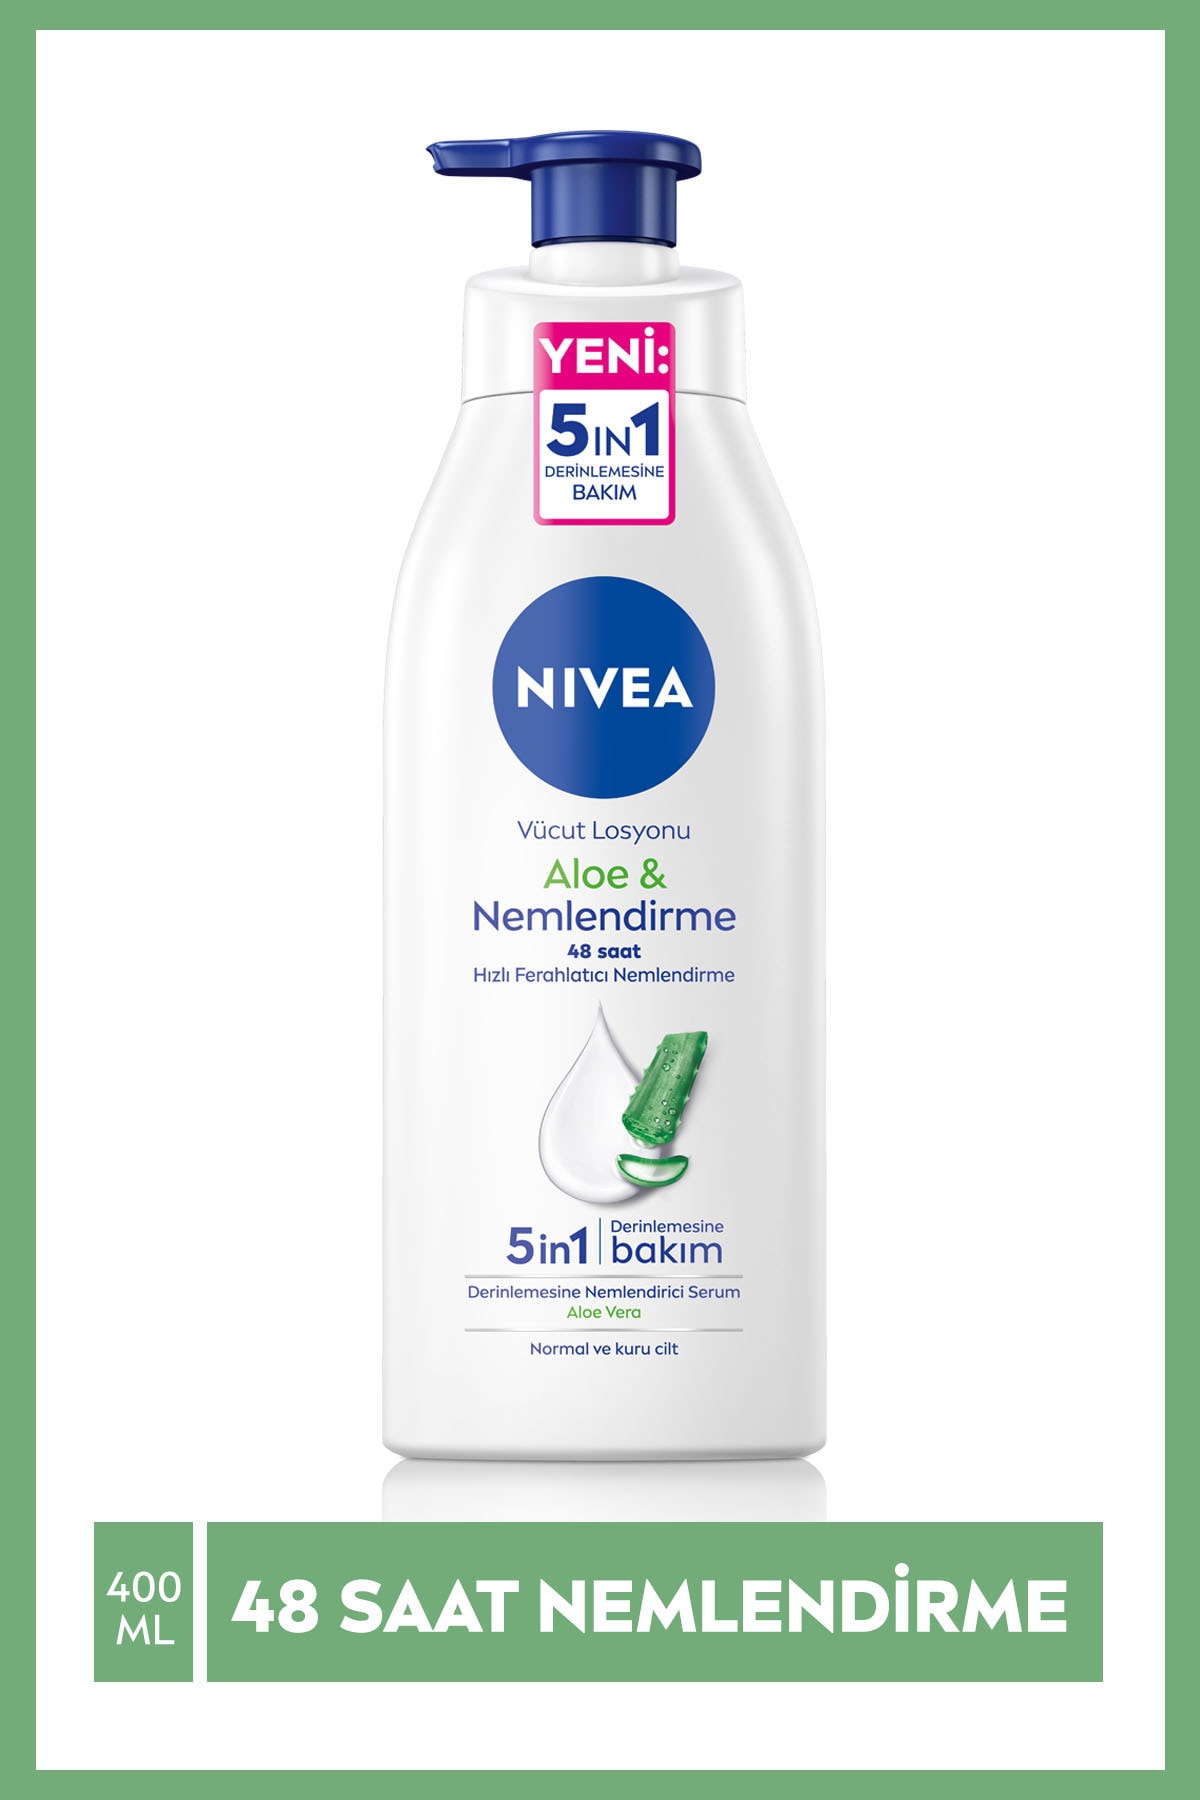 YENİ:
5IN1
DERİNLEMESİNE
BAKIM
NIVEA
Vücut Losyonu
Aloe &
Nemlendirme
48 saat
Hızlı Ferahlatıcı Nemlendirme
5in1 Derinlemesine
bakım
Derinlemesine Nemlendirici Serum
Aloe Vera
Normal ve kuru cilt
400
ML
48 SAAT NEMLENDİRME